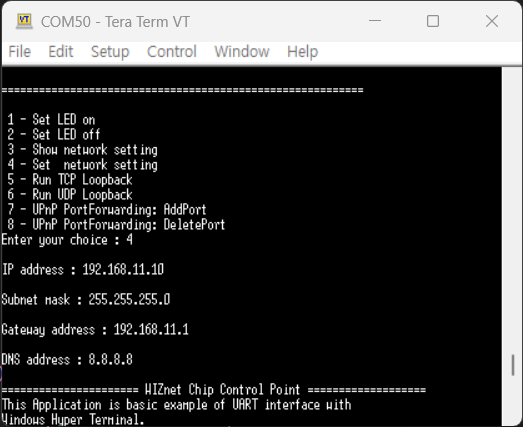 COM50 - Tera Term VT
File Edit Setup Control Window Help
==========================================================
1 - Set LED on
2 - Set LED off
3 - Show network setting
4 - Set  network setting
5 - Run TCP Loopback
6 - Run UDP Loopback
7 - UPnP PortForwarding: AddPort
8 - UPnP PortForwarding: DeletePort
Enter your choice : 4
IP address : 192.168.11.10
Subnet mask : 255.255.255.0
Gateway address : 192.168.11.1
DNS address : 8.8.8.8
====================== WIZnet Chip Control Point ===================
This Application is basic example of UART interface with
Windows Hyper Terminal.